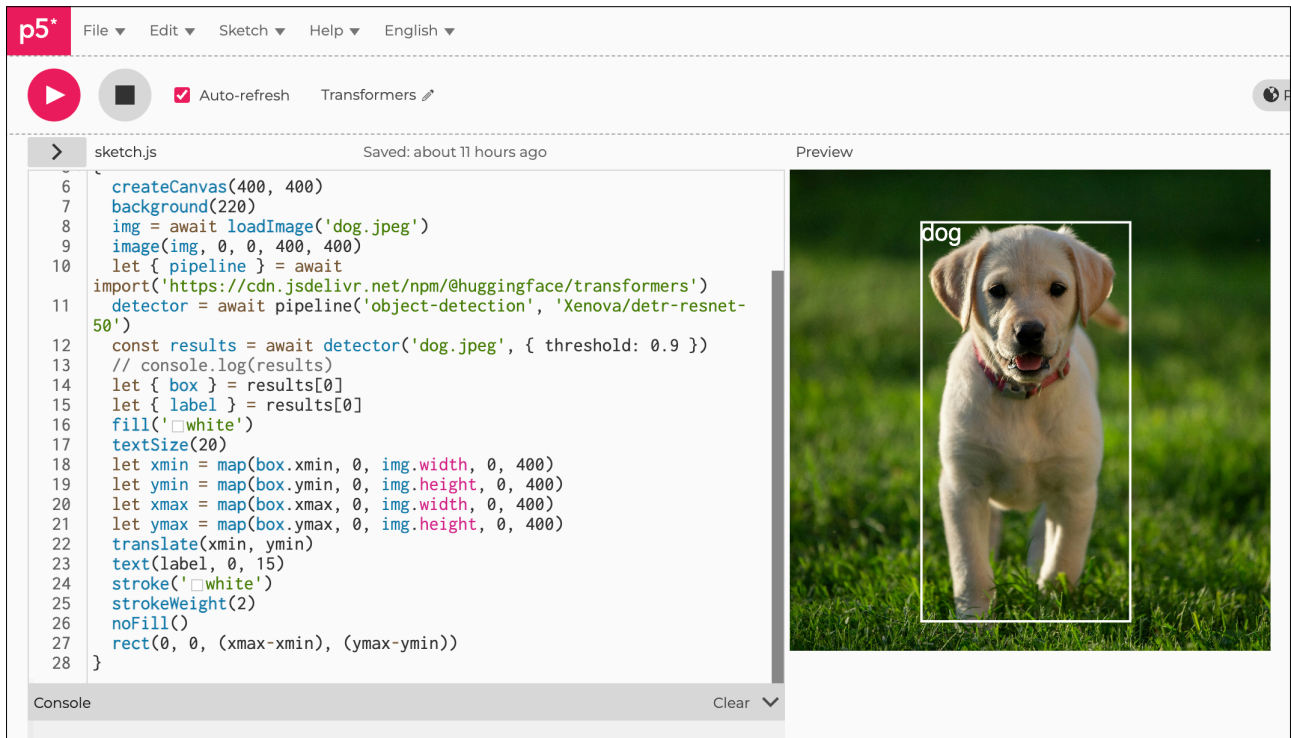 p5* File Edit Sketch Help English
Auto-refresh Transformers
sketch.js Saved: about 11 hours ago Preview
6 createCanvas(400, 400)
7 background(220)
8 img = await loadImage('dog.jpeg')
9 image(img, 0, 0, 400, 400)
10 let { pipeline } = await
import('https://cdn.jsdelivr.net/npm/@huggingface/transformers')
11 detector = await pipeline('object-detection', 'Xenova/detr-resnet-
50')
12 const results = await detector('dog.jpeg', { threshold: 0.9 })
13 // console.log(results)
14 let { box } = results[0]
15 let { label } = results[0]
16 fill('white')
17 textSize(20)
18 let xmin = map(box.xmin, 0, img.width, 0, 400)
19 let ymin = map(box.ymin, 0, img.height, 0, 400)
20 let xmax = map(box.xmax, 0, img.width, 0, 400)
21 let ymax = map(box.ymax, 0, img.height, 0, 400)
22 translate(xmin, ymin)
23 text(label, 0, 15)
24 stroke('white')
25 strokeWeight(2)
26 noFill()
27 rect(0, 0, (xmax-xmin), (ymax-ymin))
28 }
dog
Console Clear